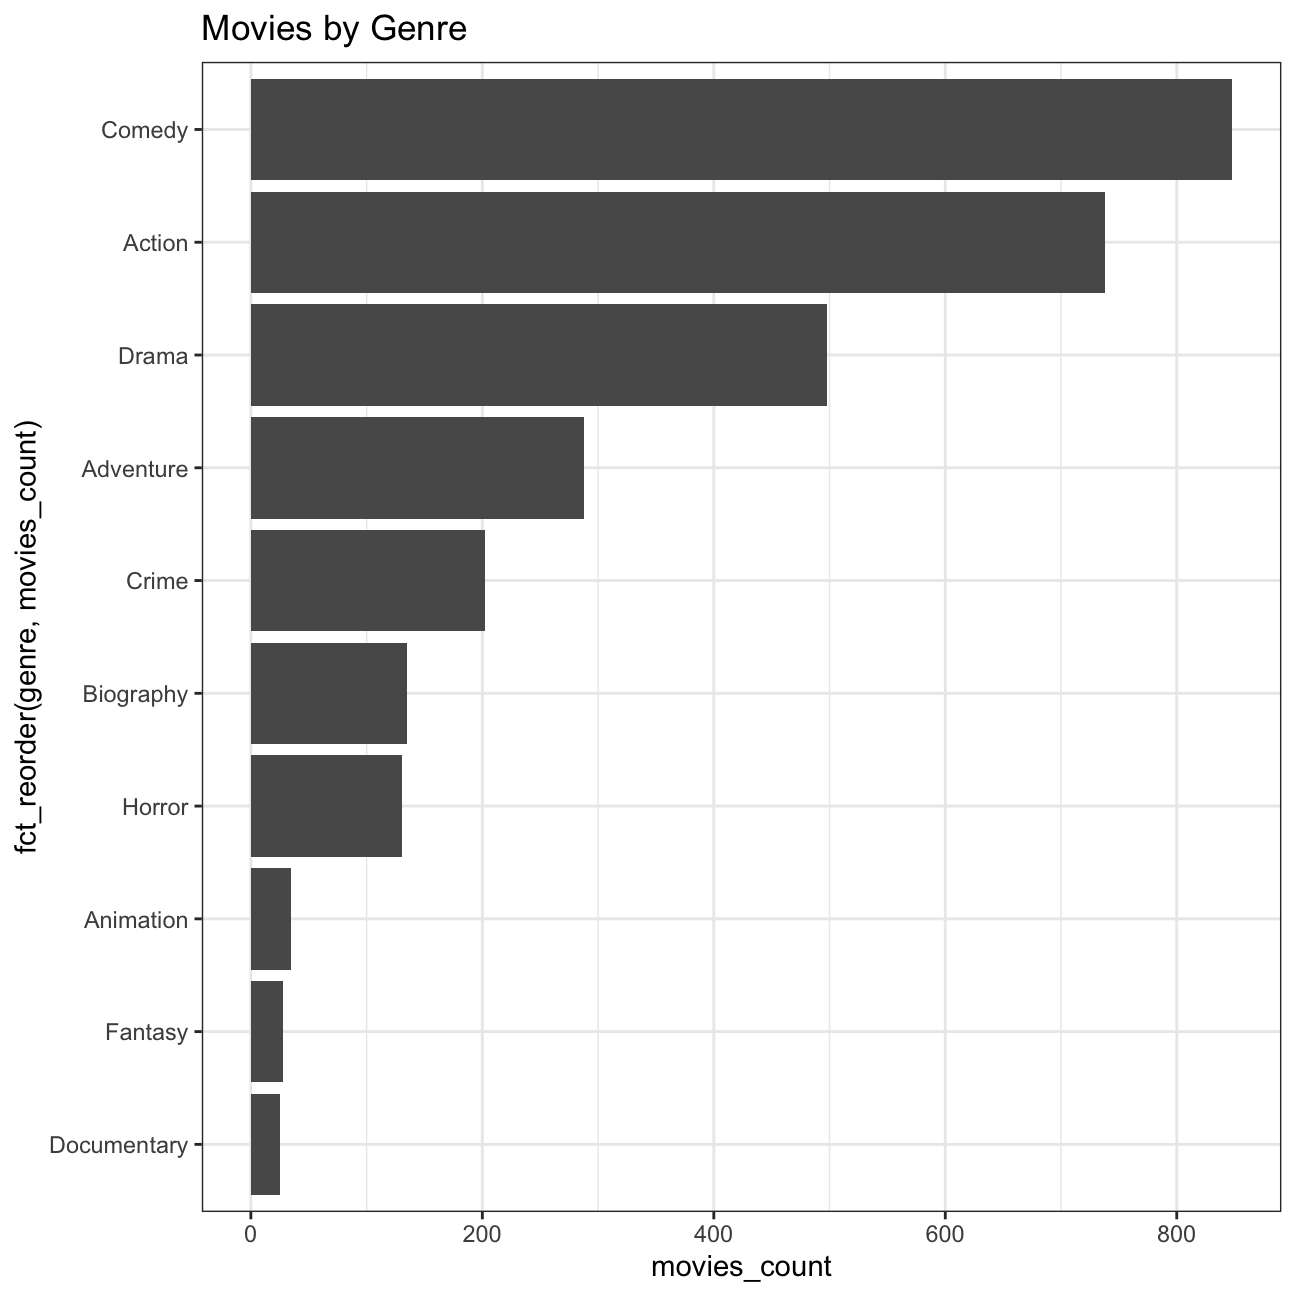 Movies by Genre
fct_reorder(genre, movies_count)
Comedy
Action
Drama
Adventure
Crime
Biography
Horror
Animation
Fantasy
Documentary
0 200 400 600 800
movies_count